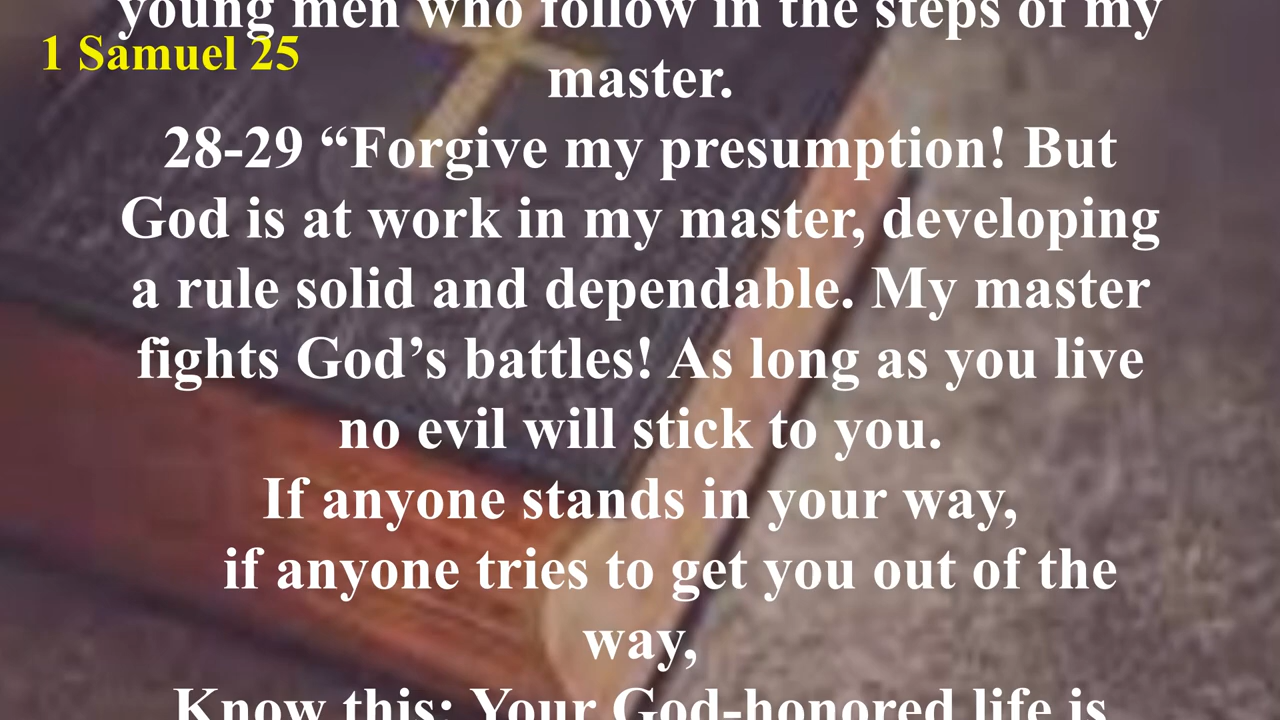 young men who follow in the steps of my
1 Samuel 25
master.
28-29 “Forgive my presumption! But
God is at work in my master, developing
a rule solid and dependable. My master
fights God’s battles! As long as you live
no evil will stick to you.
If anyone stands in your way,
if anyone tries to get you out of the
way,
Know this: Your God-honored life is